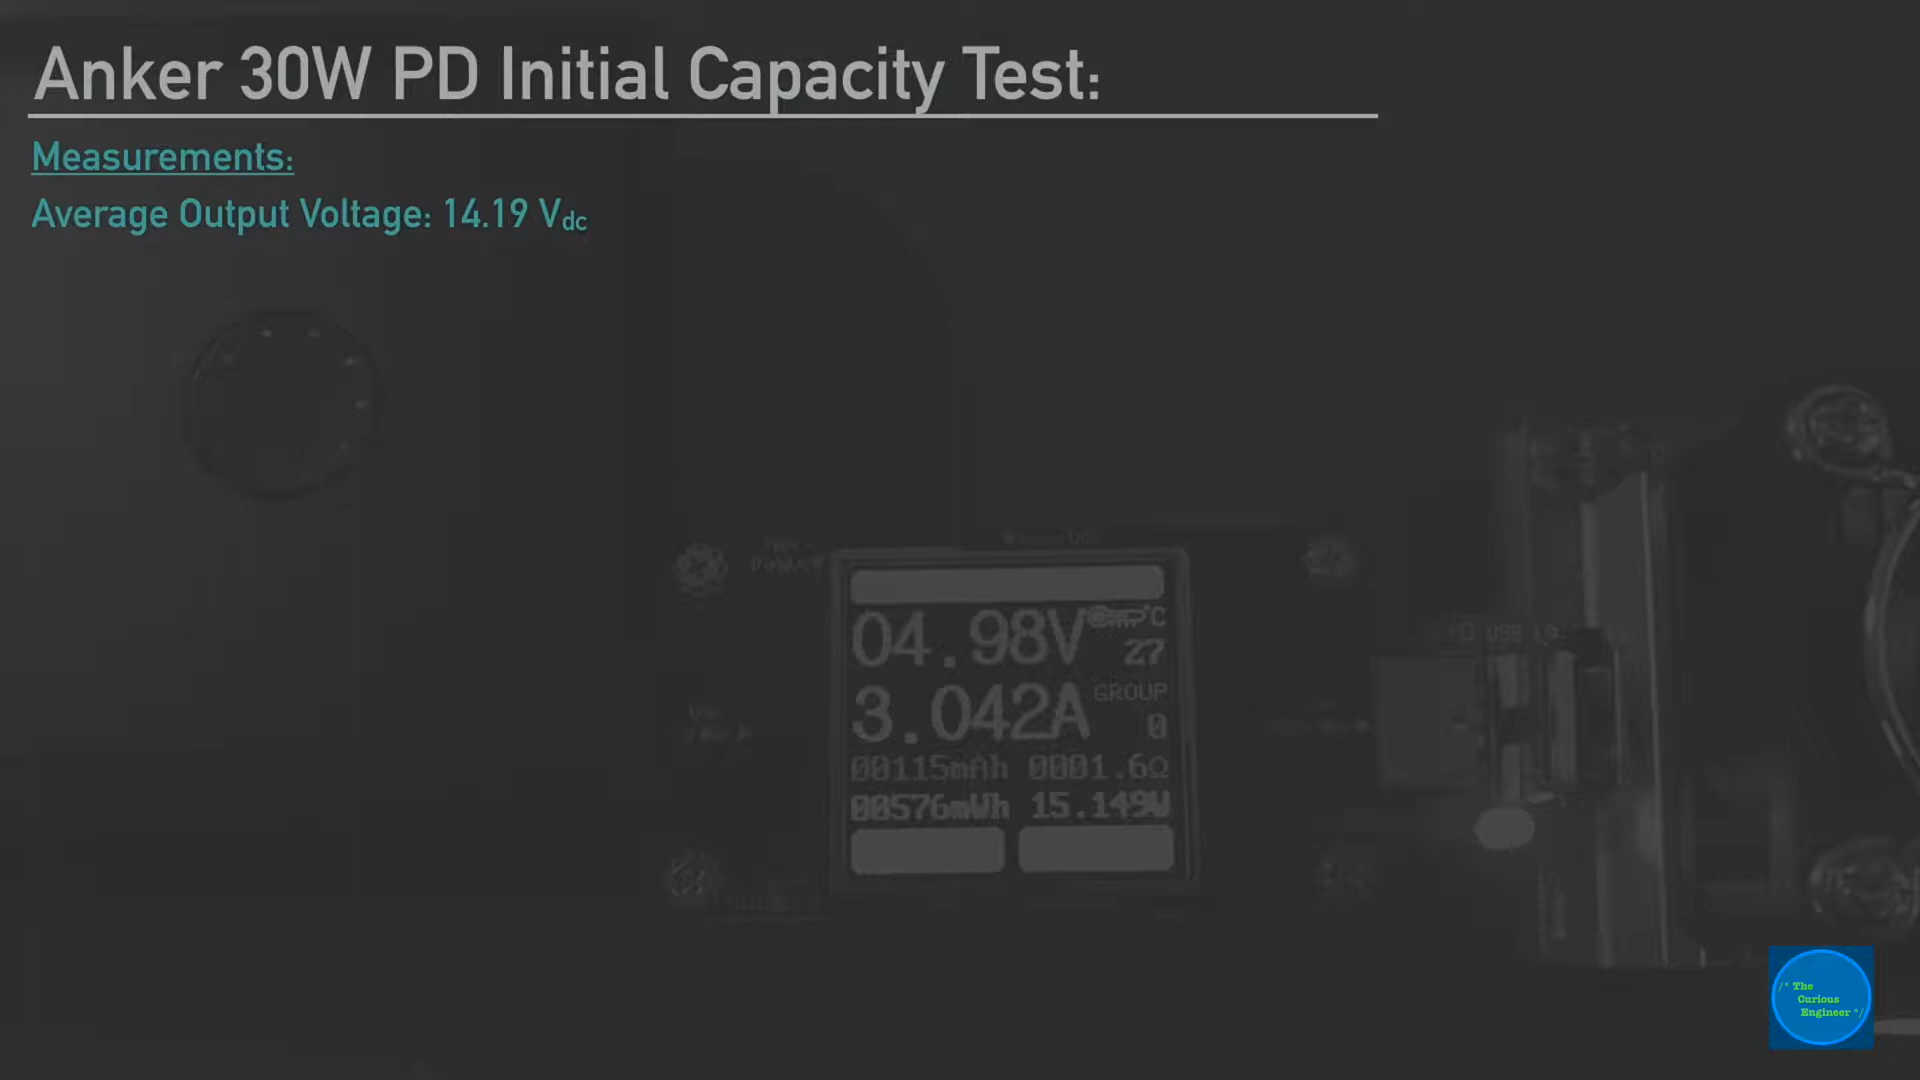 Anker 30W PD Initial Capacity Test:
Measurements:
Average Output Voltage: 14.19 Vdc
04.98V °C
27
3.042A GROUP
0
00115mAh 0001.6Ω
00576mWh 15.149W
/* The
Curious
Engineer */